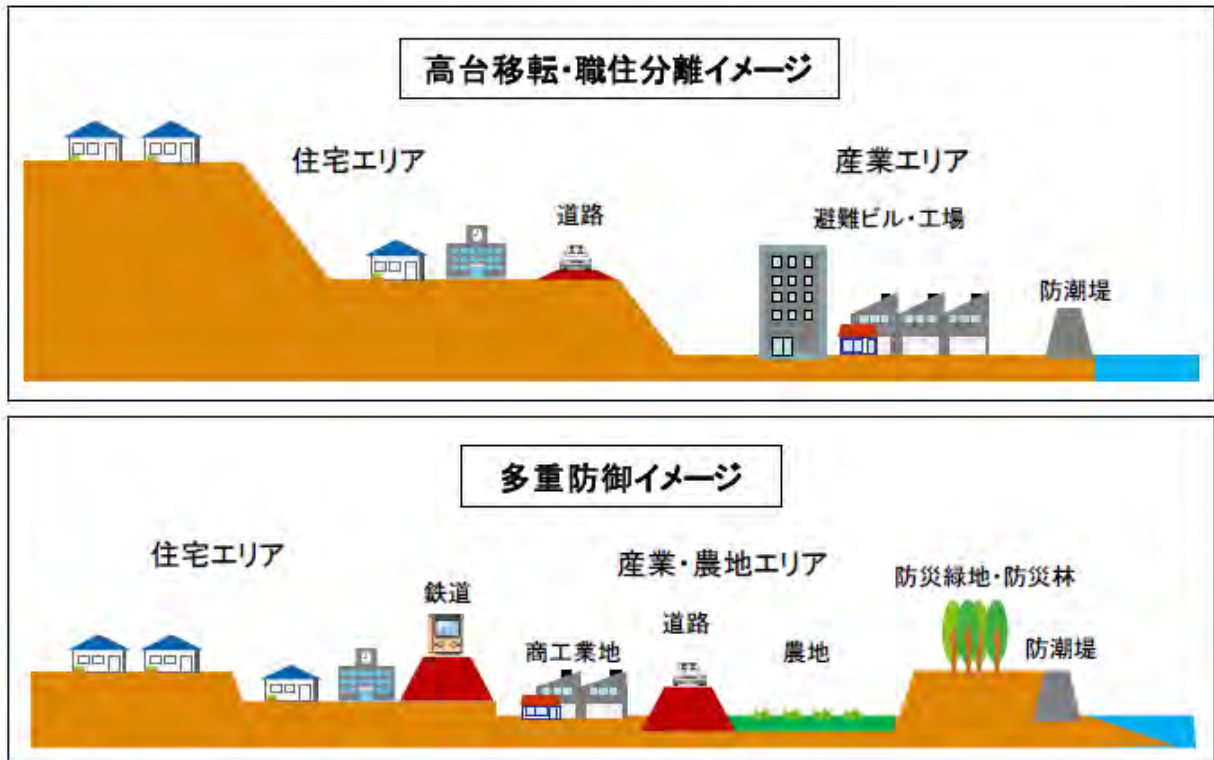 高台移転・職住分離イメージ
住宅エリア
産業エリア
道路
避難ビル・工場
防潮堤
多重防御イメージ
住宅エリア
産業・農地エリア
防災緑地・防災林
鉄道
商工業地
道路
農地
防潮堤